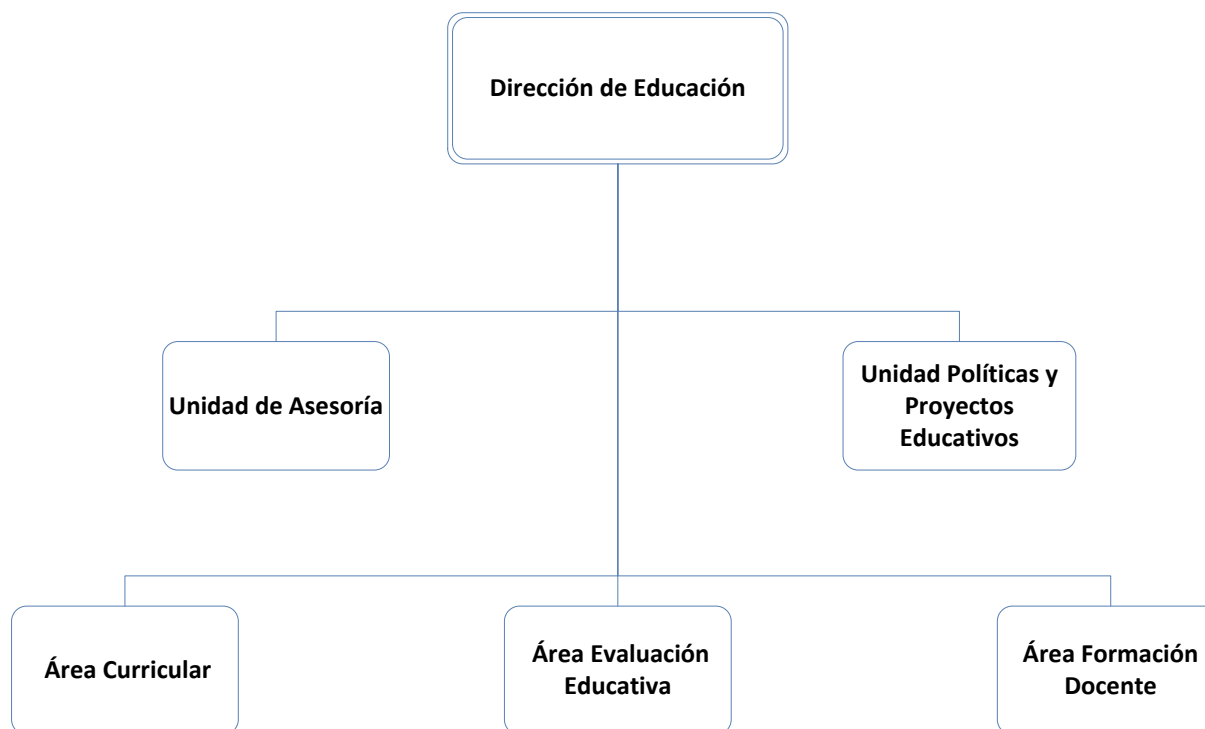 Dirección de Educación
Unidad de Asesoría
Unidad Políticas y
Proyectos
Educativos
Área Curricular
Área Evaluación
Educativa
Área Formación
Docente